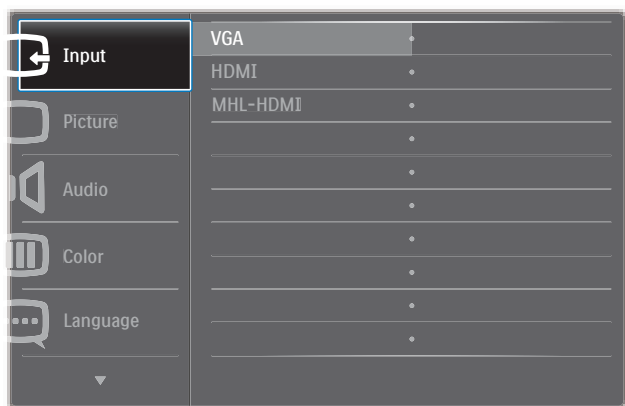 Input
VGA
HDMI
MHL-HDMI
Picture
Audio
Color
Language